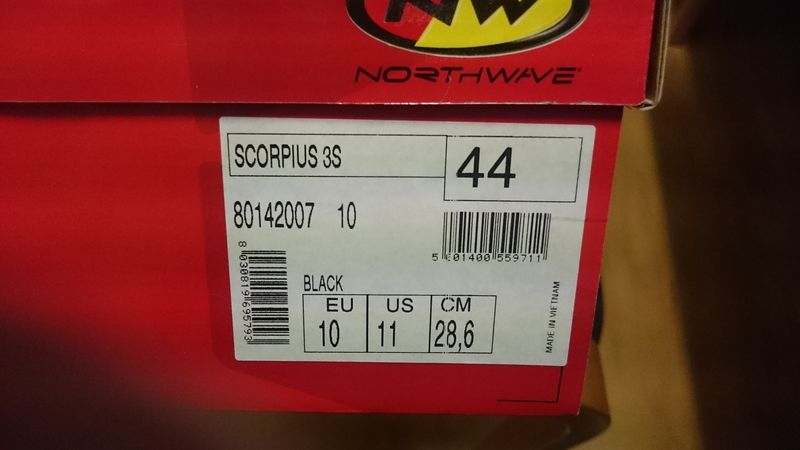 NW
NORTHWAVE
SCORPIUS 3S
44
80142007 10
5 01400 559711
8 030819 695793
BLACK
EU US CM
10 11 28,6
MADE IN VIETNAM